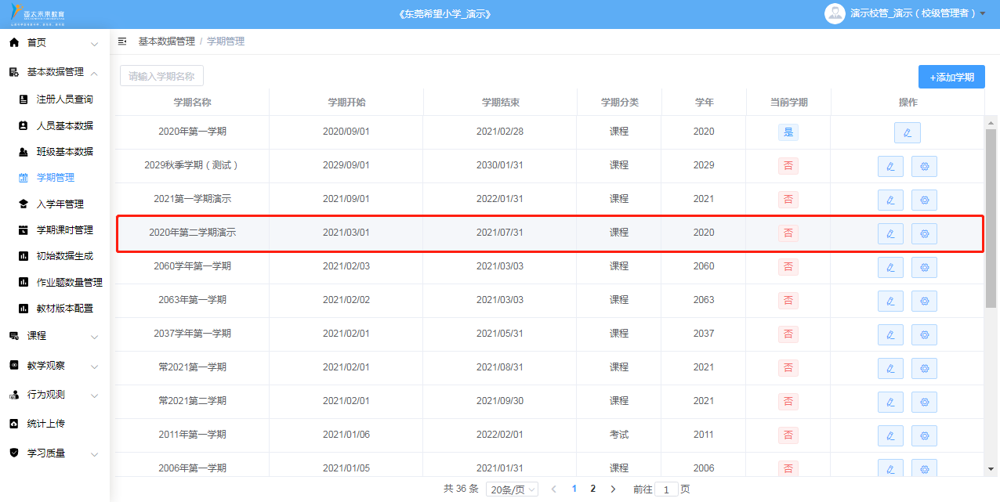 亚太未来教育
《东莞希望小学_演示》
演示校管_演示（校级管理者）
首页
基本数据管理
注册人员查询
人员基本数据
班级基本数据
学期管理
入学年管理
学期课时管理
初始数据生成
作业题数量管理
教材版本配置
课程
教学观察
行为观测
统计上传
学习质量
基本数据管理 / 学期管理
请输入学期名称
+添加学期
学期名称 学期开始 学期结束 学期分类 学年 当前学期 操作
2020年第一学期 2020/09/01 2021/02/28 课程 2020 是
2029秋季学期（测试） 2029/09/01 2030/01/31 课程 2029 否
2021第一学期演示 2021/09/01 2022/01/31 课程 2021 否
2020年第二学期演示 2021/03/01 2021/07/31 课程 2020 否
2060学年第一学期 2021/02/03 2021/03/03 课程 2060 否
2063年第一学期 2021/02/02 2021/03/03 课程 2063 否
2037学年第一学期 2021/02/01 2021/05/31 课程 2037 否
常2021第一学期 2021/02/01 2021/08/31 课程 2021 否
常2021第二学期 2021/02/01 2021/09/30 课程 2021 否
2011年第一学期 2021/01/06 2022/02/01 考试 2011 否
2006年第一学期 2021/01/05 2021/01/31 课程 2006 否
共 36 条 20条/页 1 2 前往 1 页